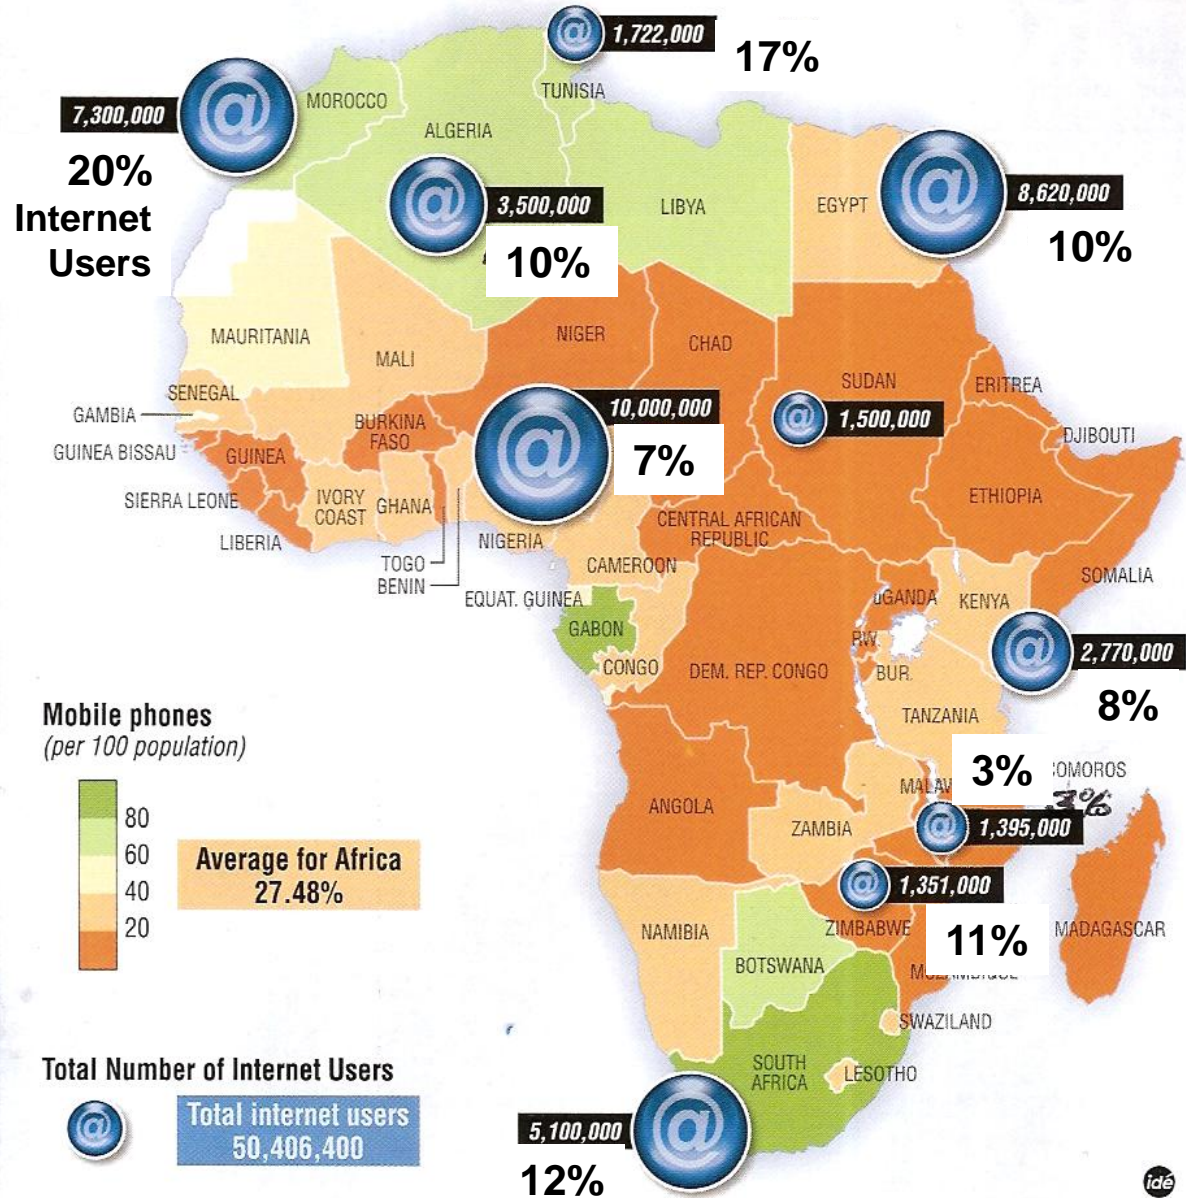 1,722,000
17%
TUNISIA
MOROCCO
7,300,000
ALGERIA
20%
Internet
Users
3,500,000
10%
LIBYA
EGYPT
8,620,000
10%
MAURITANIA
MALI
NIGER
CHAD
SUDAN
ERITREA
SENEGAL
GAMBIA
BURKINA
FASO
10,000,000
7%
1,500,000
DJIBOUTI
GUINEA BISSAU
GUINEA
SIERRA LEONE
IVORY
COAST
GHANA
ETHIOPIA
LIBERIA
NIGERIA
CENTRAL AFRICAN
REPUBLIC
TOGO
BENIN
CAMEROON
SOMALIA
EQUAT. GUINEA
UGANDA
KENYA
GABON
CONGO
RW.
BUR.
DEM. REP. CONGO
2,770,000
8%
TANZANIA
Mobile phones
(per 100 population)
80
60
40
20
Average for Africa
27.48%
3%
OMOROS
3%
MALAW
ANGOLA
ZAMBIA
1,395,000
1,351,000
NAMIBIA
ZIMBABWE
11%
MADAGASCAR
BOTSWANA
MOZAMBIQUE
SWAZILAND
SOUTH
AFRICA
LESOTHO
Total Number of Internet Users
Total internet users
50,406,400
5,100,000
12%
@
@
@
@
@
@
@
@
@
@
@
idé